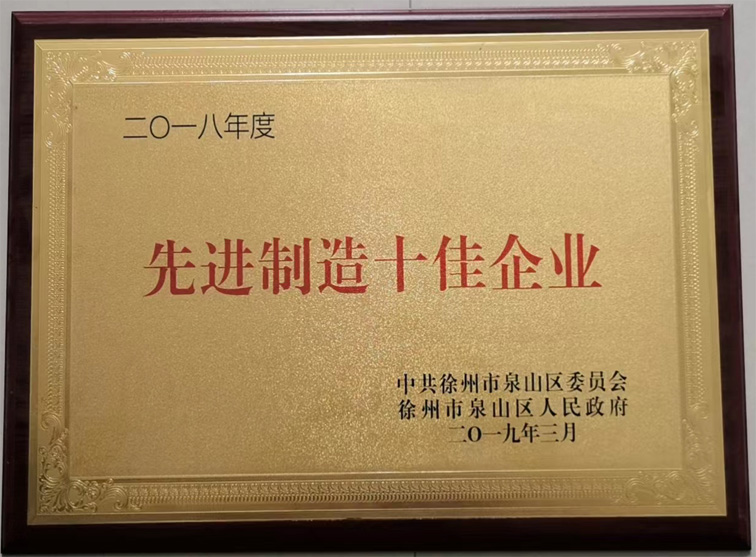 二〇一八年度
先进制造十佳企业
中共徐州市泉山区委员会
徐州市泉山区人民政府
二〇一九年三月